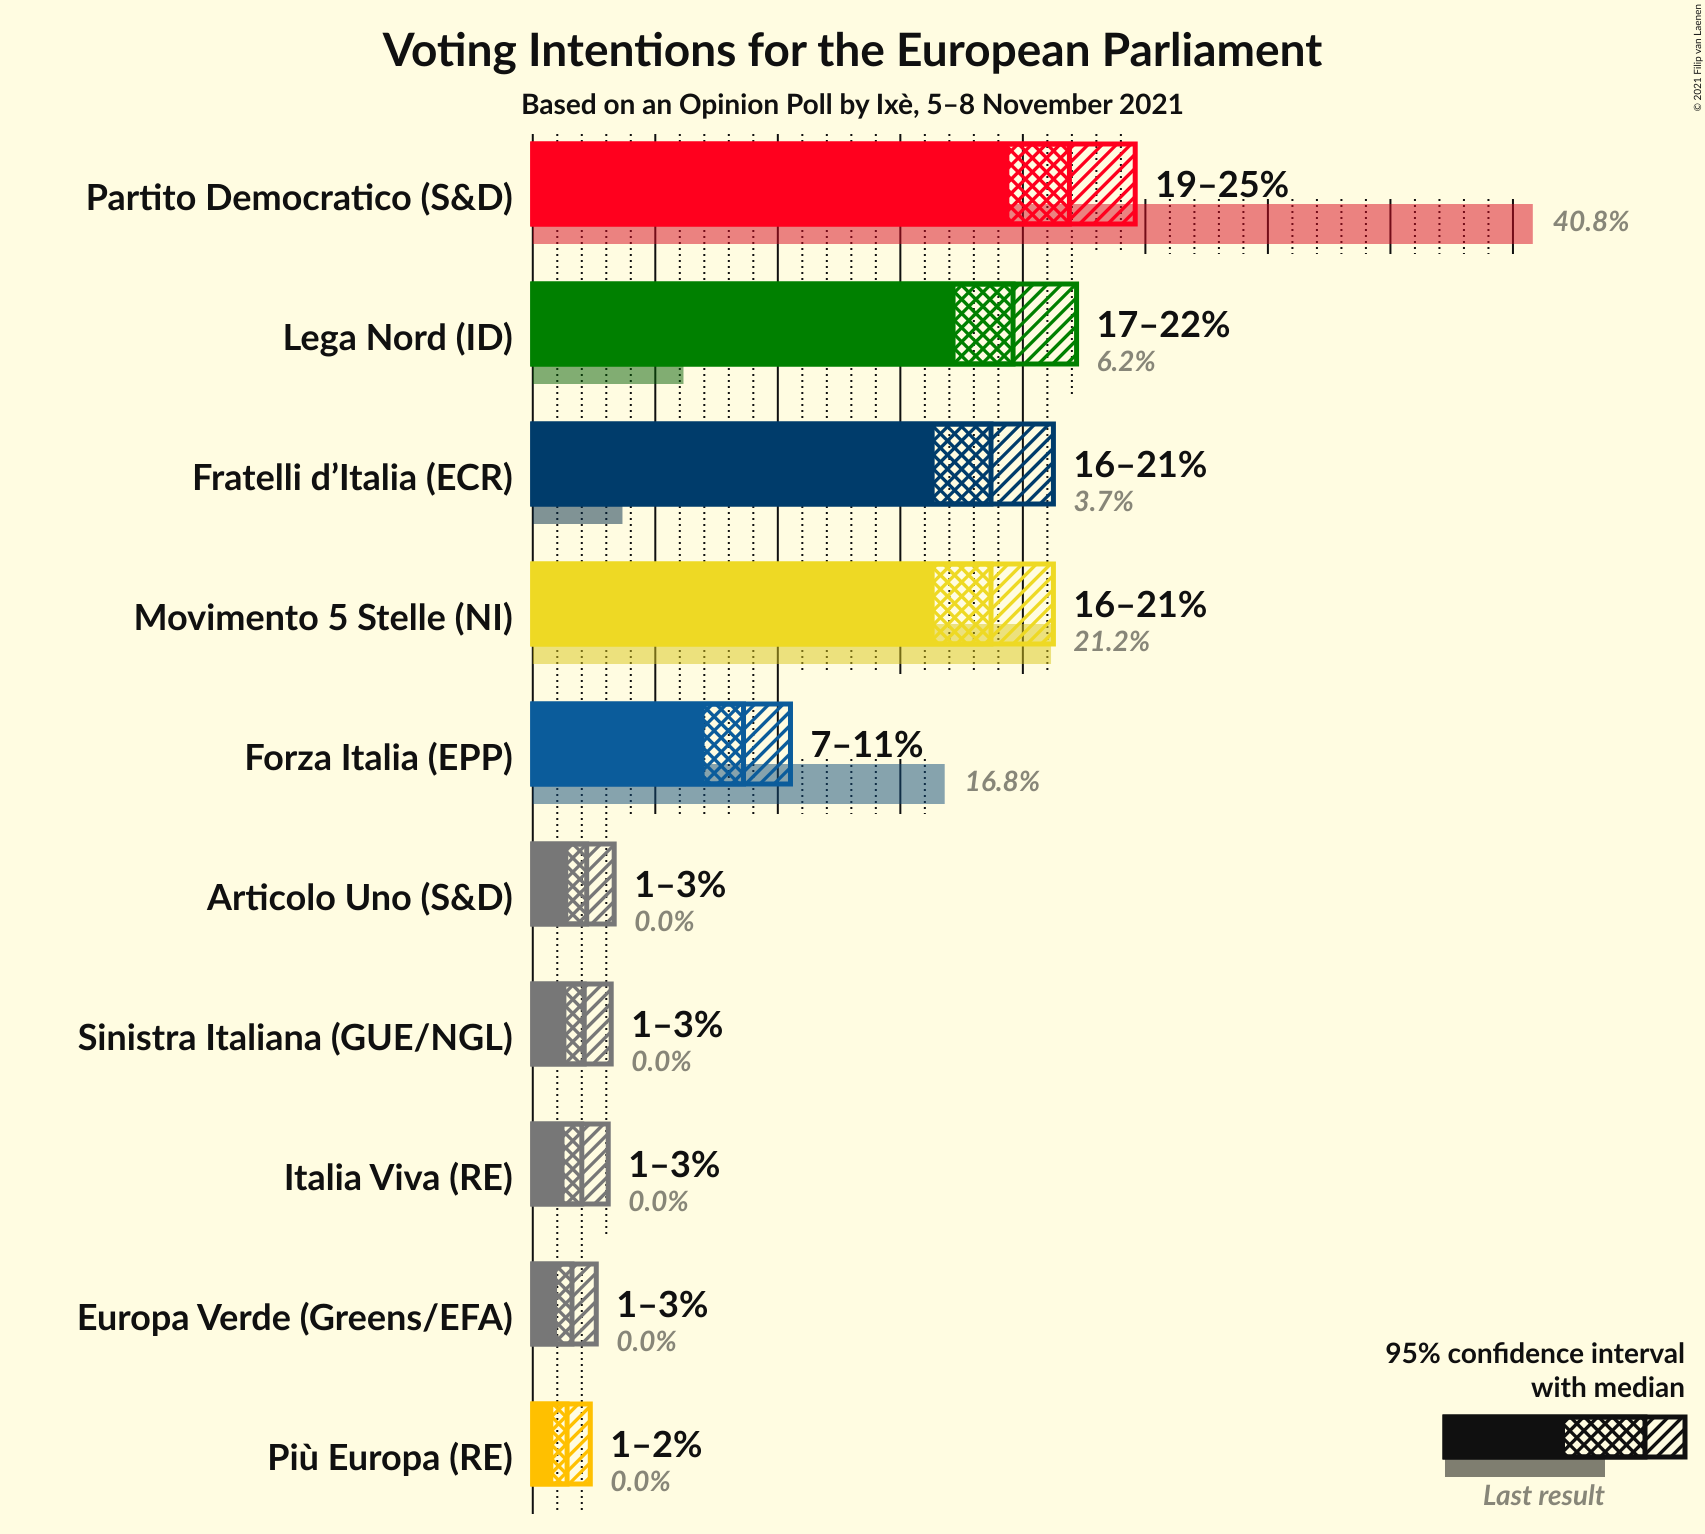 Voting Intentions for the European Parliament
Based on an Opinion Poll by Ixè, 5–8 November 2021
© 2021 Filip van Laenen
Partito Democratico (S&D)
19–25%
40.8%
Lega Nord (ID)
17–22%
6.2%
Fratelli d’Italia (ECR)
16–21%
3.7%
Movimento 5 Stelle (NI)
16–21%
21.2%
Forza Italia (EPP)
7–11%
16.8%
Articolo Uno (S&D)
1–3%
0.0%
Sinistra Italiana (GUE/NGL)
1–3%
0.0%
Italia Viva (RE)
1–3%
0.0%
Europa Verde (Greens/EFA)
1–3%
0.0%
Più Europa (RE)
1–2%
0.0%
95% confidence interval
with median
Last result